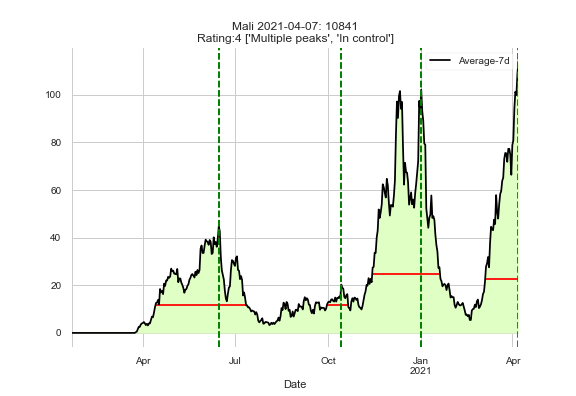 Mali 2021-04-07: 10841
Rating:4 ['Multiple peaks', 'In control']
Average-7d
100
80
60
40
20
0
Apr Jul Oct Jan Apr
2021
Date